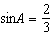 sinA = 2/3